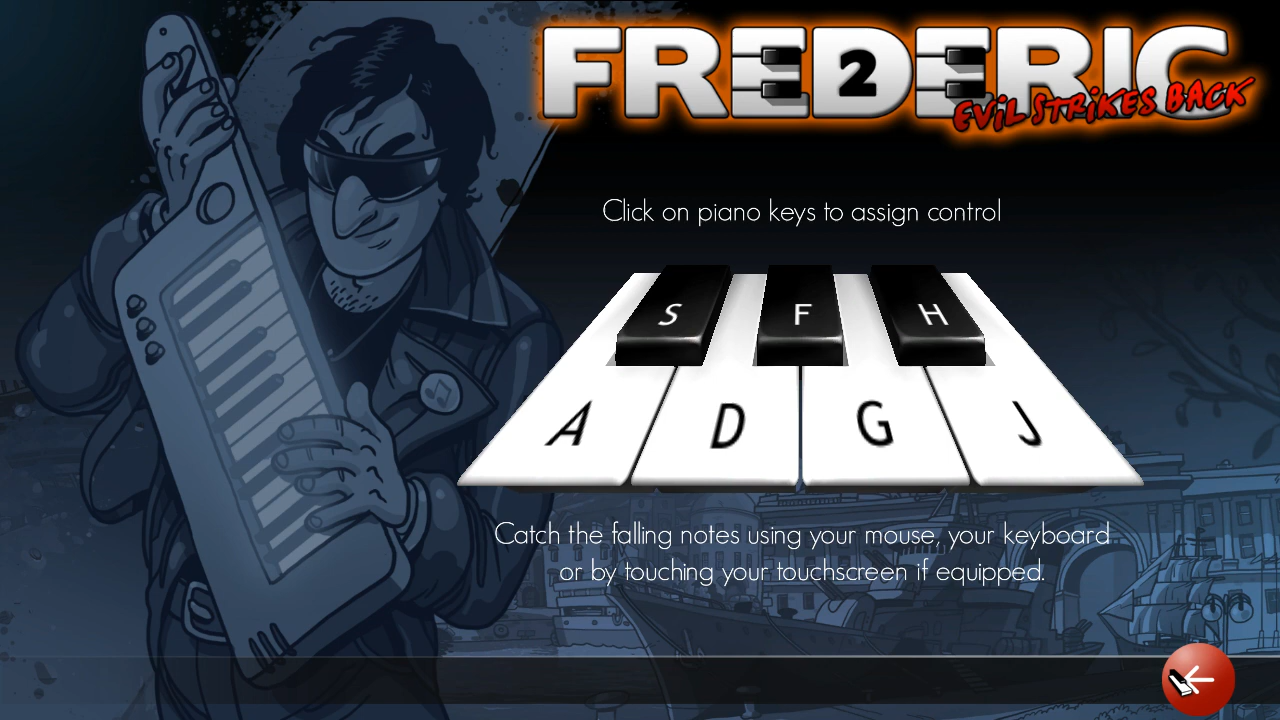 FREDERIC 2
EVIL STRIKES BACK
Click on piano keys to assign control
S F H
A D G J
Catch the falling notes using your mouse, your keyboard
or by touching your touchscreen if equipped.